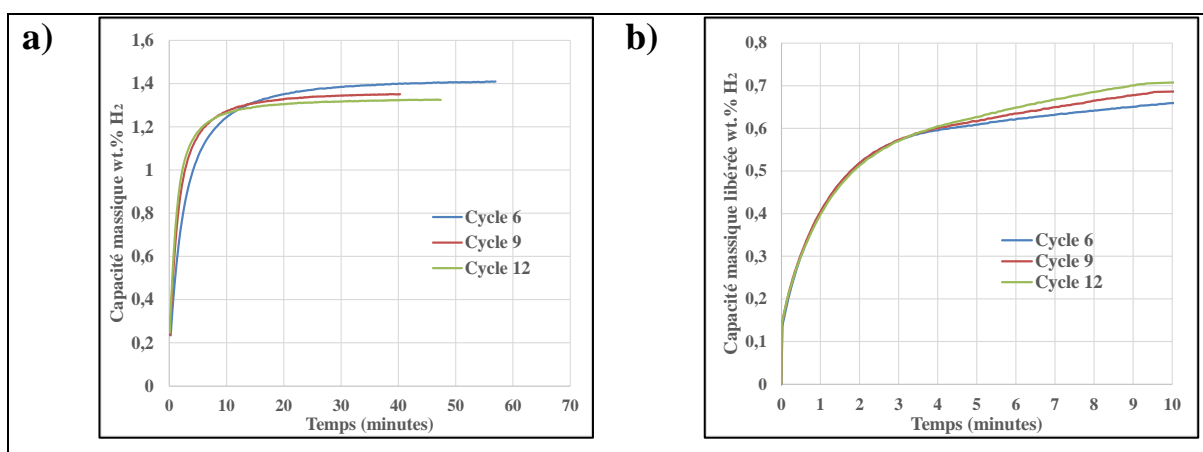 a)
Capacité massique wt.% H₂
1,6
1,4
1,2
1
0,8
0,6
0,4
0,2
0
0 10 20 30 40 50 60 70
Temps (minutes)
Cycle 6
Cycle 9
Cycle 12
b)
Capacité massique libérée wt.% H₂
0,8
0,7
0,6
0,5
0,4
0,3
0,2
0,1
0
0 1 2 3 4 5 6 7 8 9 10
Temps (minutes)
Cycle 6
Cycle 9
Cycle 12